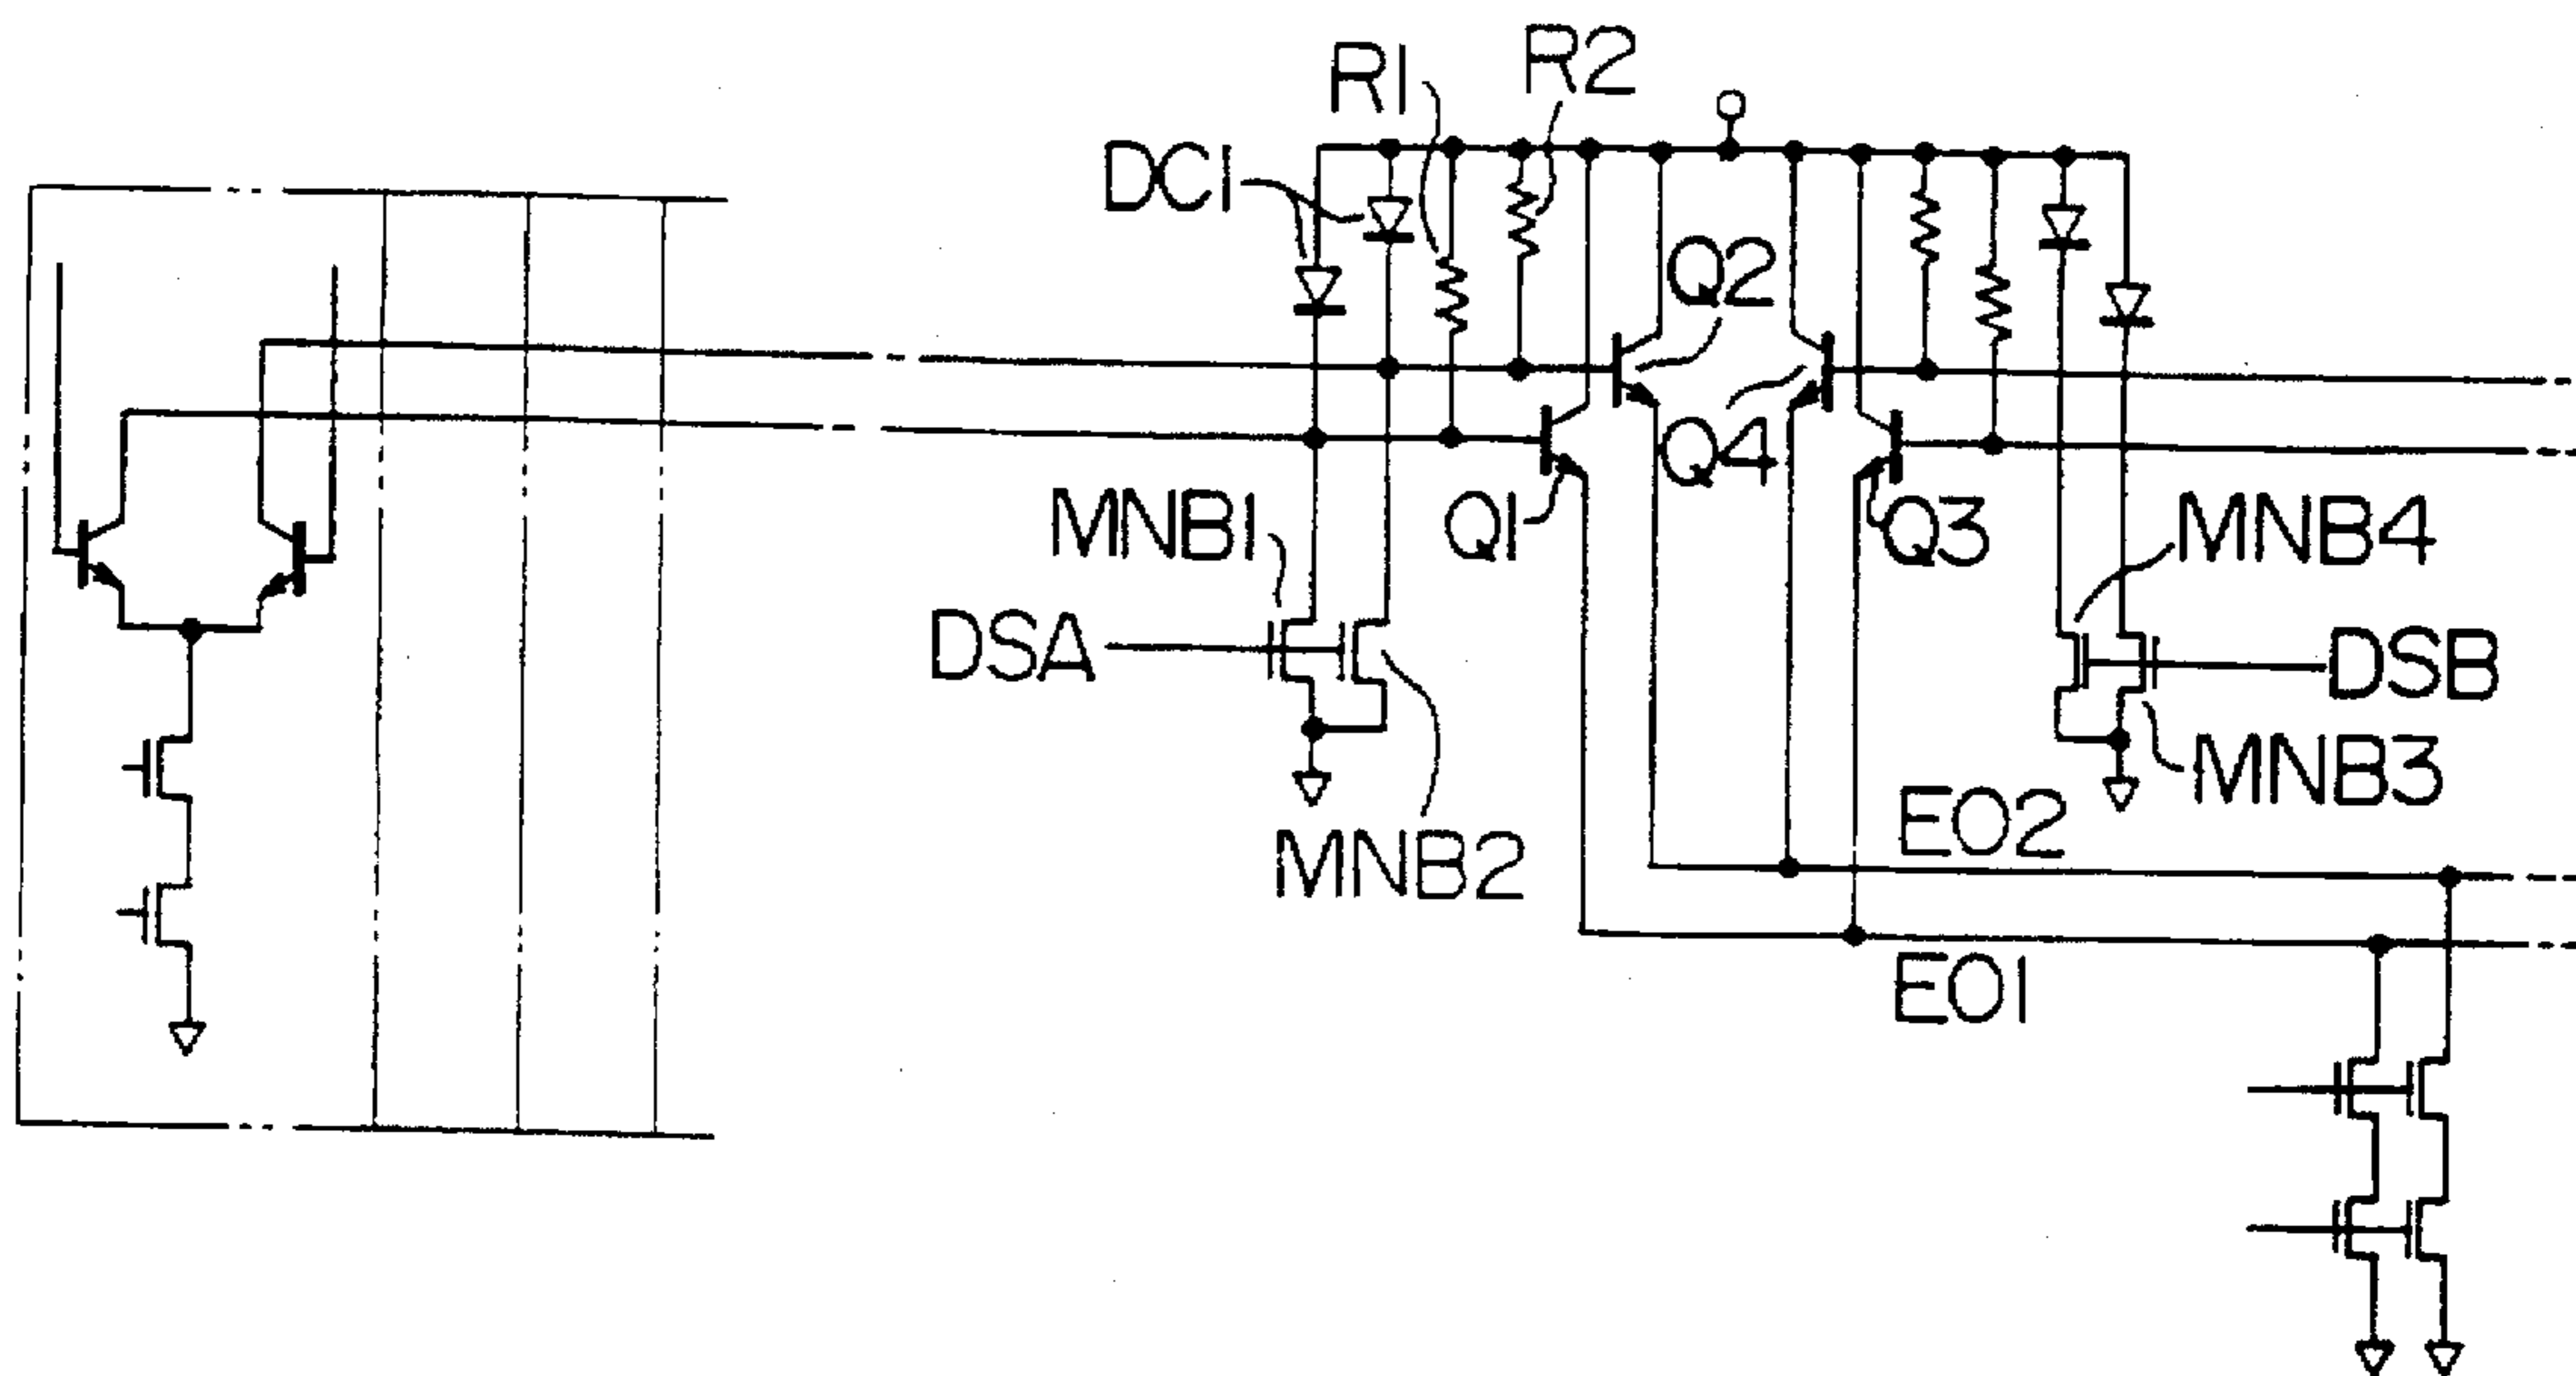 R1
R2
DC1
Q2
Q4
Q1
Q3
MNB1
MNB4
DSA
DSB
MNB3
MNB2
EO2
EO1